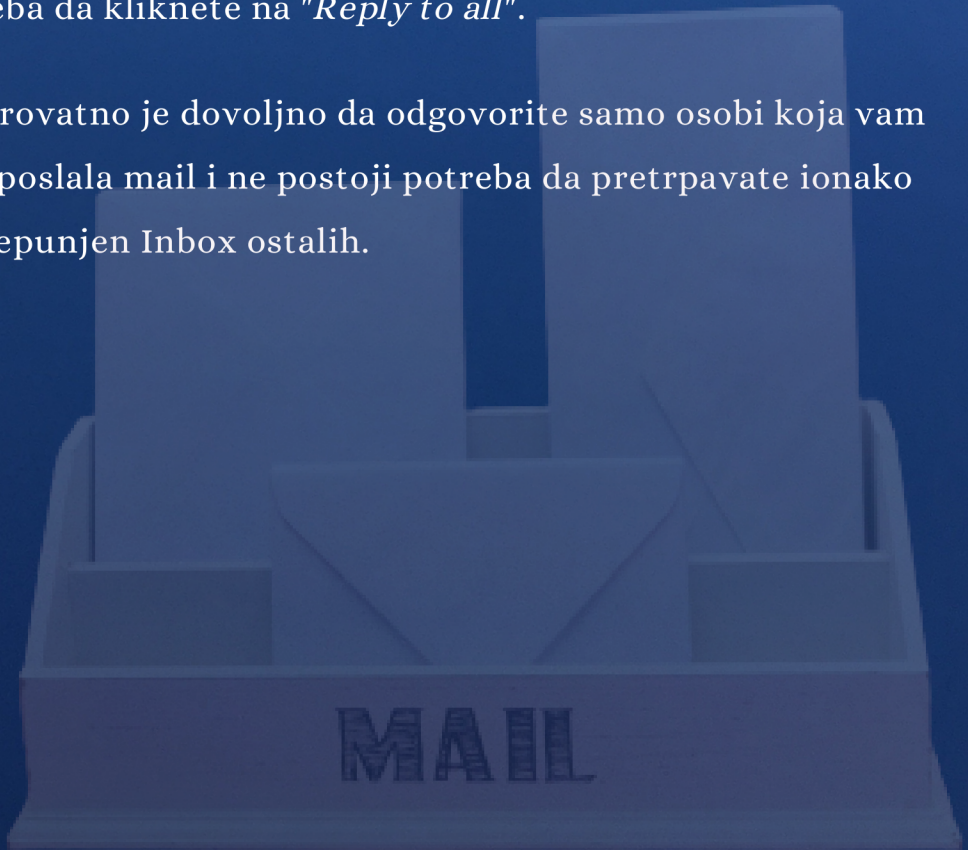 eba da kliknete na "Reply to all".
rovatno je dovoljno da odgovorite samo osobi koja vam
poslala mail i ne postoji potreba da pretrpavate ionako
epunjen Inbox ostalih.
MAIL